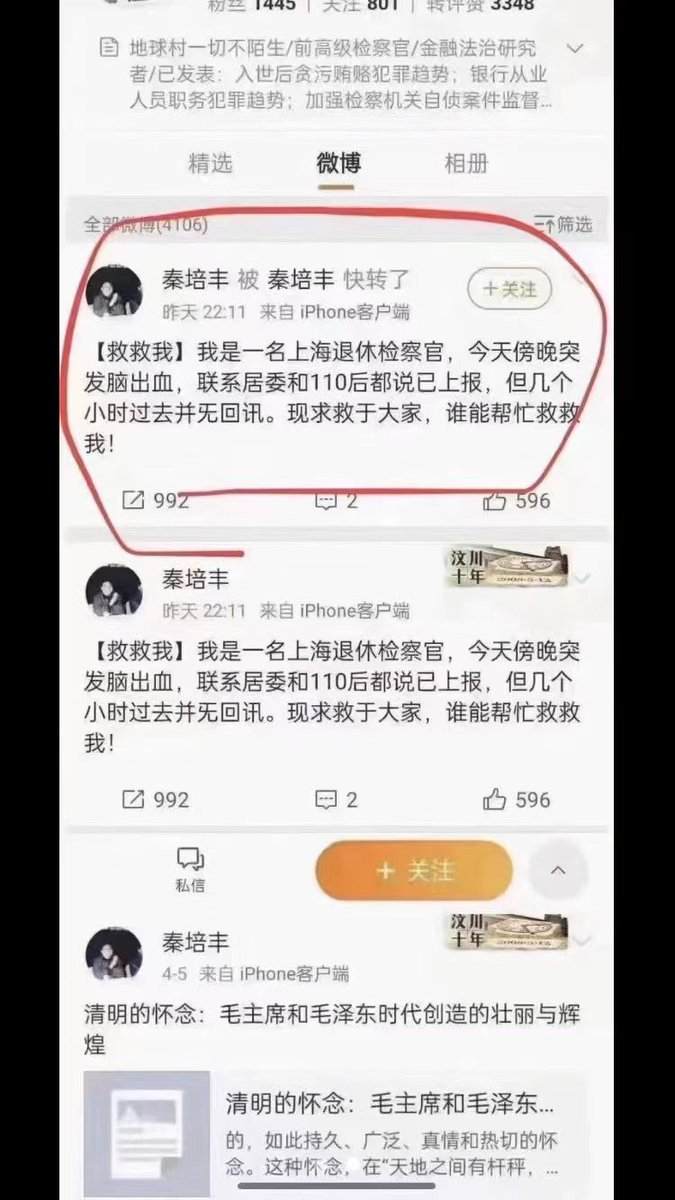 粉丝 1445 | 关注 801 | 转评赞 3348
地球村一切不陌生/前高级检察官/金融法治研究
者/已发表：入世后贪污贿赂犯罪趋势；银行从业
人员职务犯罪趋势；加强检察机关自侦案件监督...
精选 微博 相册
全部微博(4106) 筛选
秦培丰 被 秦培丰 快转了
+关注
昨天 22:11 来自 iPhone客户端
【救救我】我是一名上海退休检察官，今天傍晚突
发脑出血，联系居委和110后都说已上报，但几个
小时过去并无回讯。现求救于大家，谁能帮忙救救
我！
992 2 596
秦培丰
汶川
十年
昨天 22:11 来自 iPhone客户端
【救救我】我是一名上海退休检察官，今天傍晚突
发脑出血，联系居委和110后都说已上报，但几个
小时过去并无回讯。现求救于大家，谁能帮忙救救
我！
992 2 596
私信
+ 关注
秦培丰
汶川
十年
4-5 来自 iPhone客户端
清明的怀念：毛主席和毛泽东时代创造的壮丽与辉
煌
清明的怀念：毛主席和毛泽东...
的，如此持久、广泛、真情和热切的怀
念。这种怀念，在“天地之间有杆秤，...